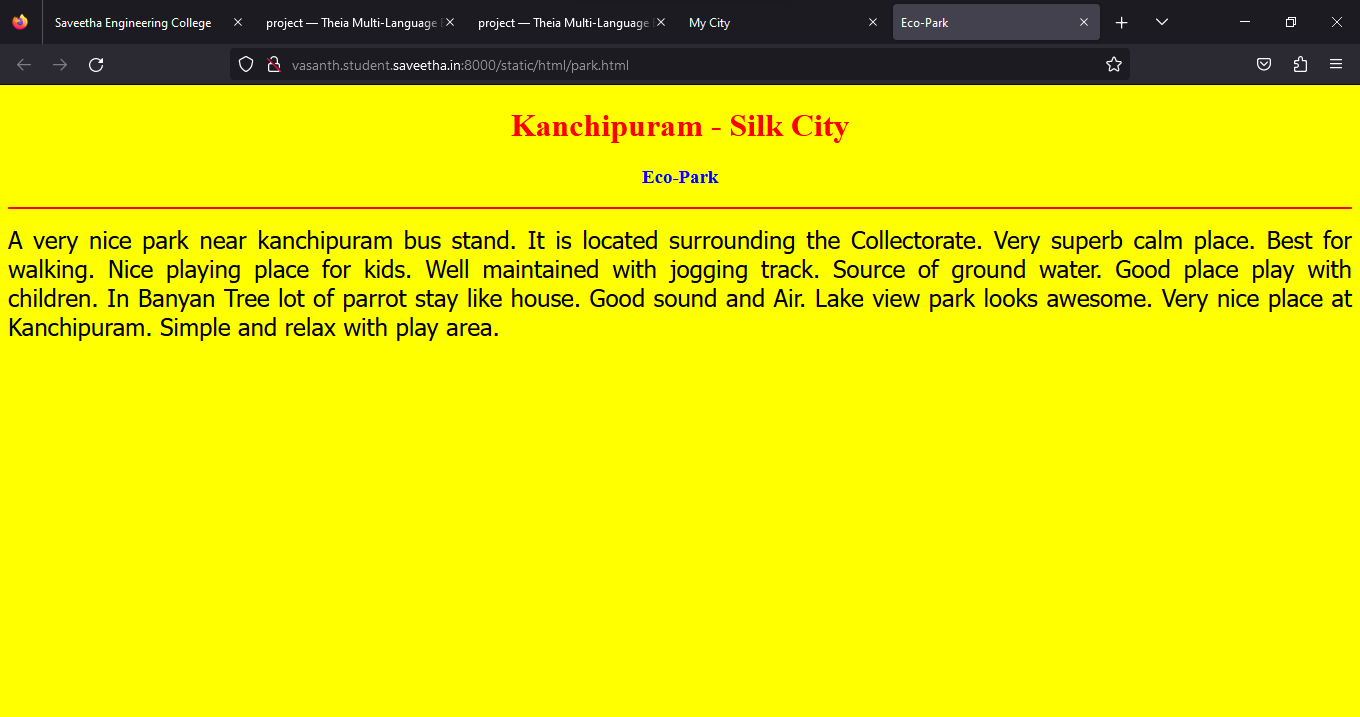 Saveetha Engineering College
project — Theia Multi-Language
project — Theia Multi-Language
My City
Eco-Park
vasanth.student.saveetha.in:8000/static/html/park.html
Kanchipuram - Silk City
Eco-Park
A very nice park near kanchipuram bus stand. It is located surrounding the Collectorate. Very superb calm place. Best for
walking. Nice playing place for kids. Well maintained with jogging track. Source of ground water. Good place play with
children. In Banyan Tree lot of parrot stay like house. Good sound and Air. Lake view park looks awesome. Very nice place at
Kanchipuram. Simple and relax with play area.